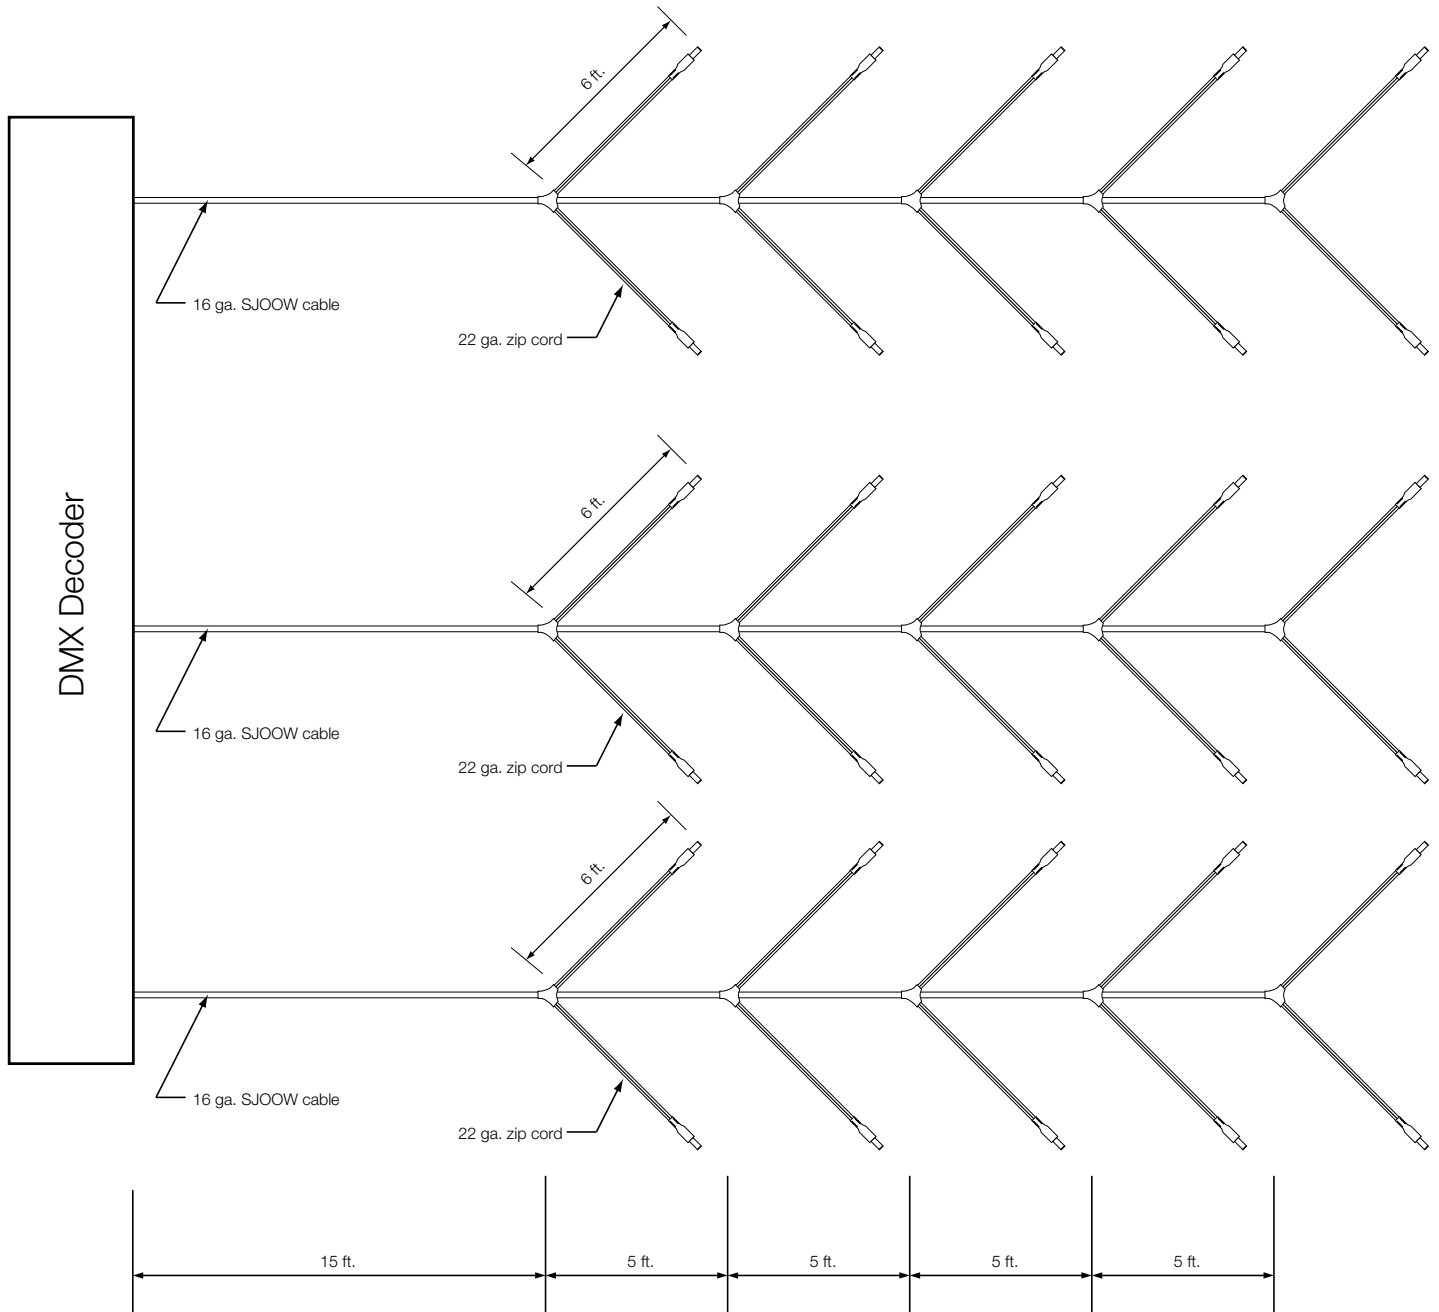 6 ft.
16 ga. SJOOW cable
22 ga. zip cord
6 ft.
DMX Decoder
16 ga. SJOOW cable
22 ga. zip cord
6 ft.
16 ga. SJOOW cable
22 ga. zip cord
15 ft.
5 ft.
5 ft.
5 ft.
5 ft.